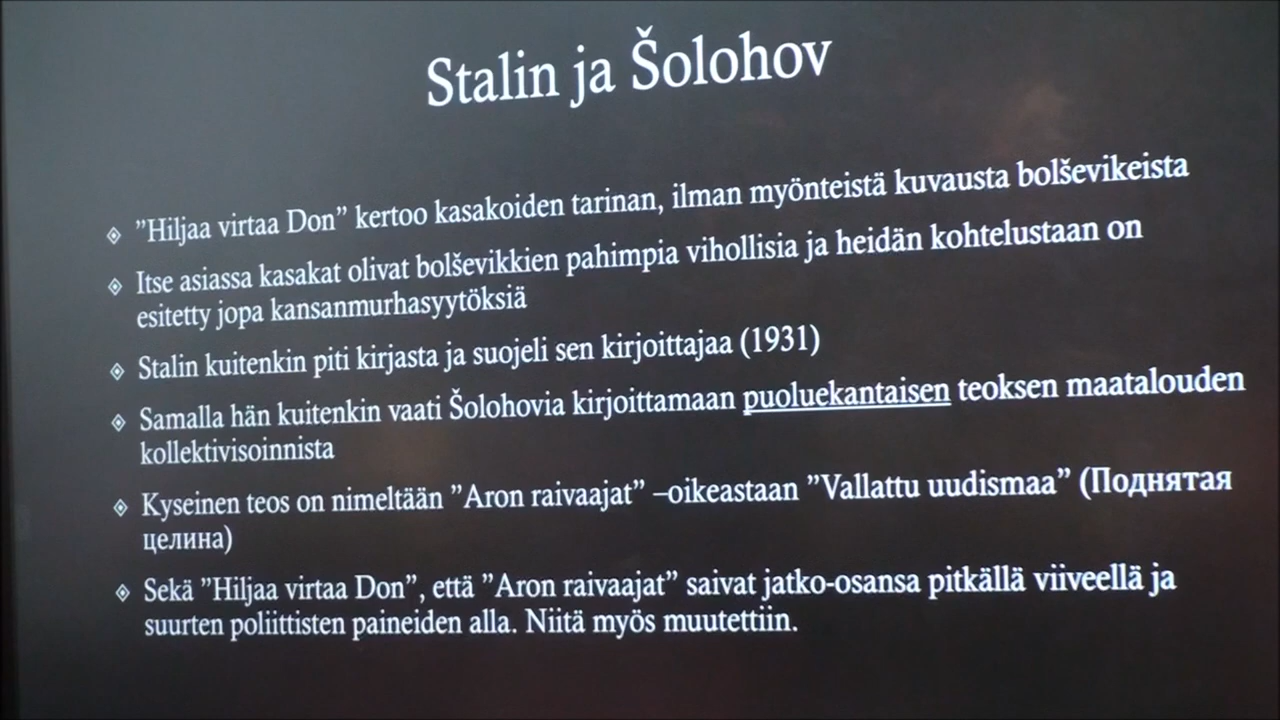 Stalin ja Šolohov
”Hiljaa virtaa Don” kertoo kasakoiden tarinan, ilman myönteistä kuvausta bolševikeista
Itse asiassa kasakat olivat bolševikkien pahimpia vihollisia ja heidän kohtelustaan on
esitetty jopa kansanmurhasyytöksiä
Stalin kuitenkin piti kirjasta ja suojeli sen kirjoittajaa (1931)
Samalla hän kuitenkin vaati Šolohovia kirjoittamaan puoluekantaisen teoksen maatalouden
kollektivisoinnista
Kyseinen teos on nimeltään ”Aron raivaajat” –oikeastaan ”Vallattu uudismaa” (Поднятая
целина)
Sekä ”Hiljaa virtaa Don”, että ”Aron raivaajat” saivat jatko-osansa pitkällä viiveellä ja
suurten poliittisten paineiden alla. Niitä myös muutettiin.